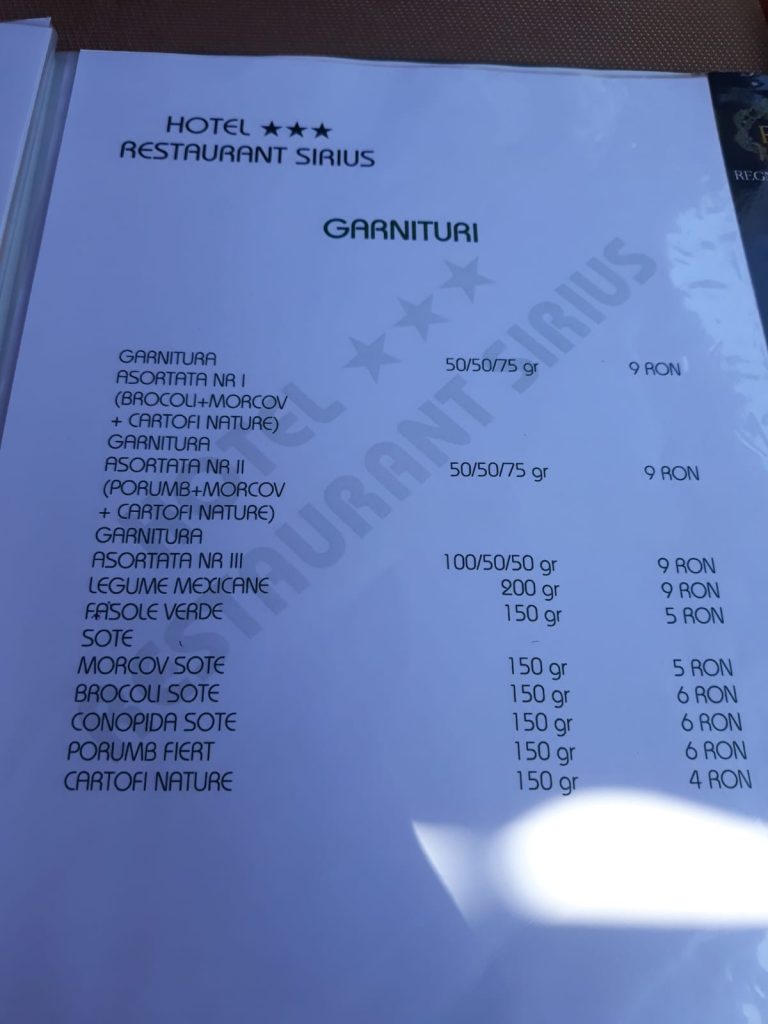 HOTEL ★★★
RESTAURANT SIRIUS
GARNITURI
GARNITURA
ASORTATA NR I 50/50/75 gr 9 RON
(BROCOLI+MORCOV
+ CARTOFI NATURE)
GARNITURA
ASORTATA NR II 50/50/75 gr 9 RON
(PORUMB+MORCOV
+ CARTOFI NATURE)
GARNITURA
ASORTATA NR III 100/50/50 gr 9 RON
LEGUME MEXICANE 200 gr 9 RON
FASOLE VERDE 150 gr 5 RON
SOTE
MORCOV SOTE 150 gr 5 RON
BROCOLI SOTE 150 gr 6 RON
CONOPIDA SOTE 150 gr 6 RON
PORUMB FIERT 150 gr 6 RON
CARTOFI NATURE 150 gr 4 RON
HOTEL ★★★
RESTAURANT SIRIUS